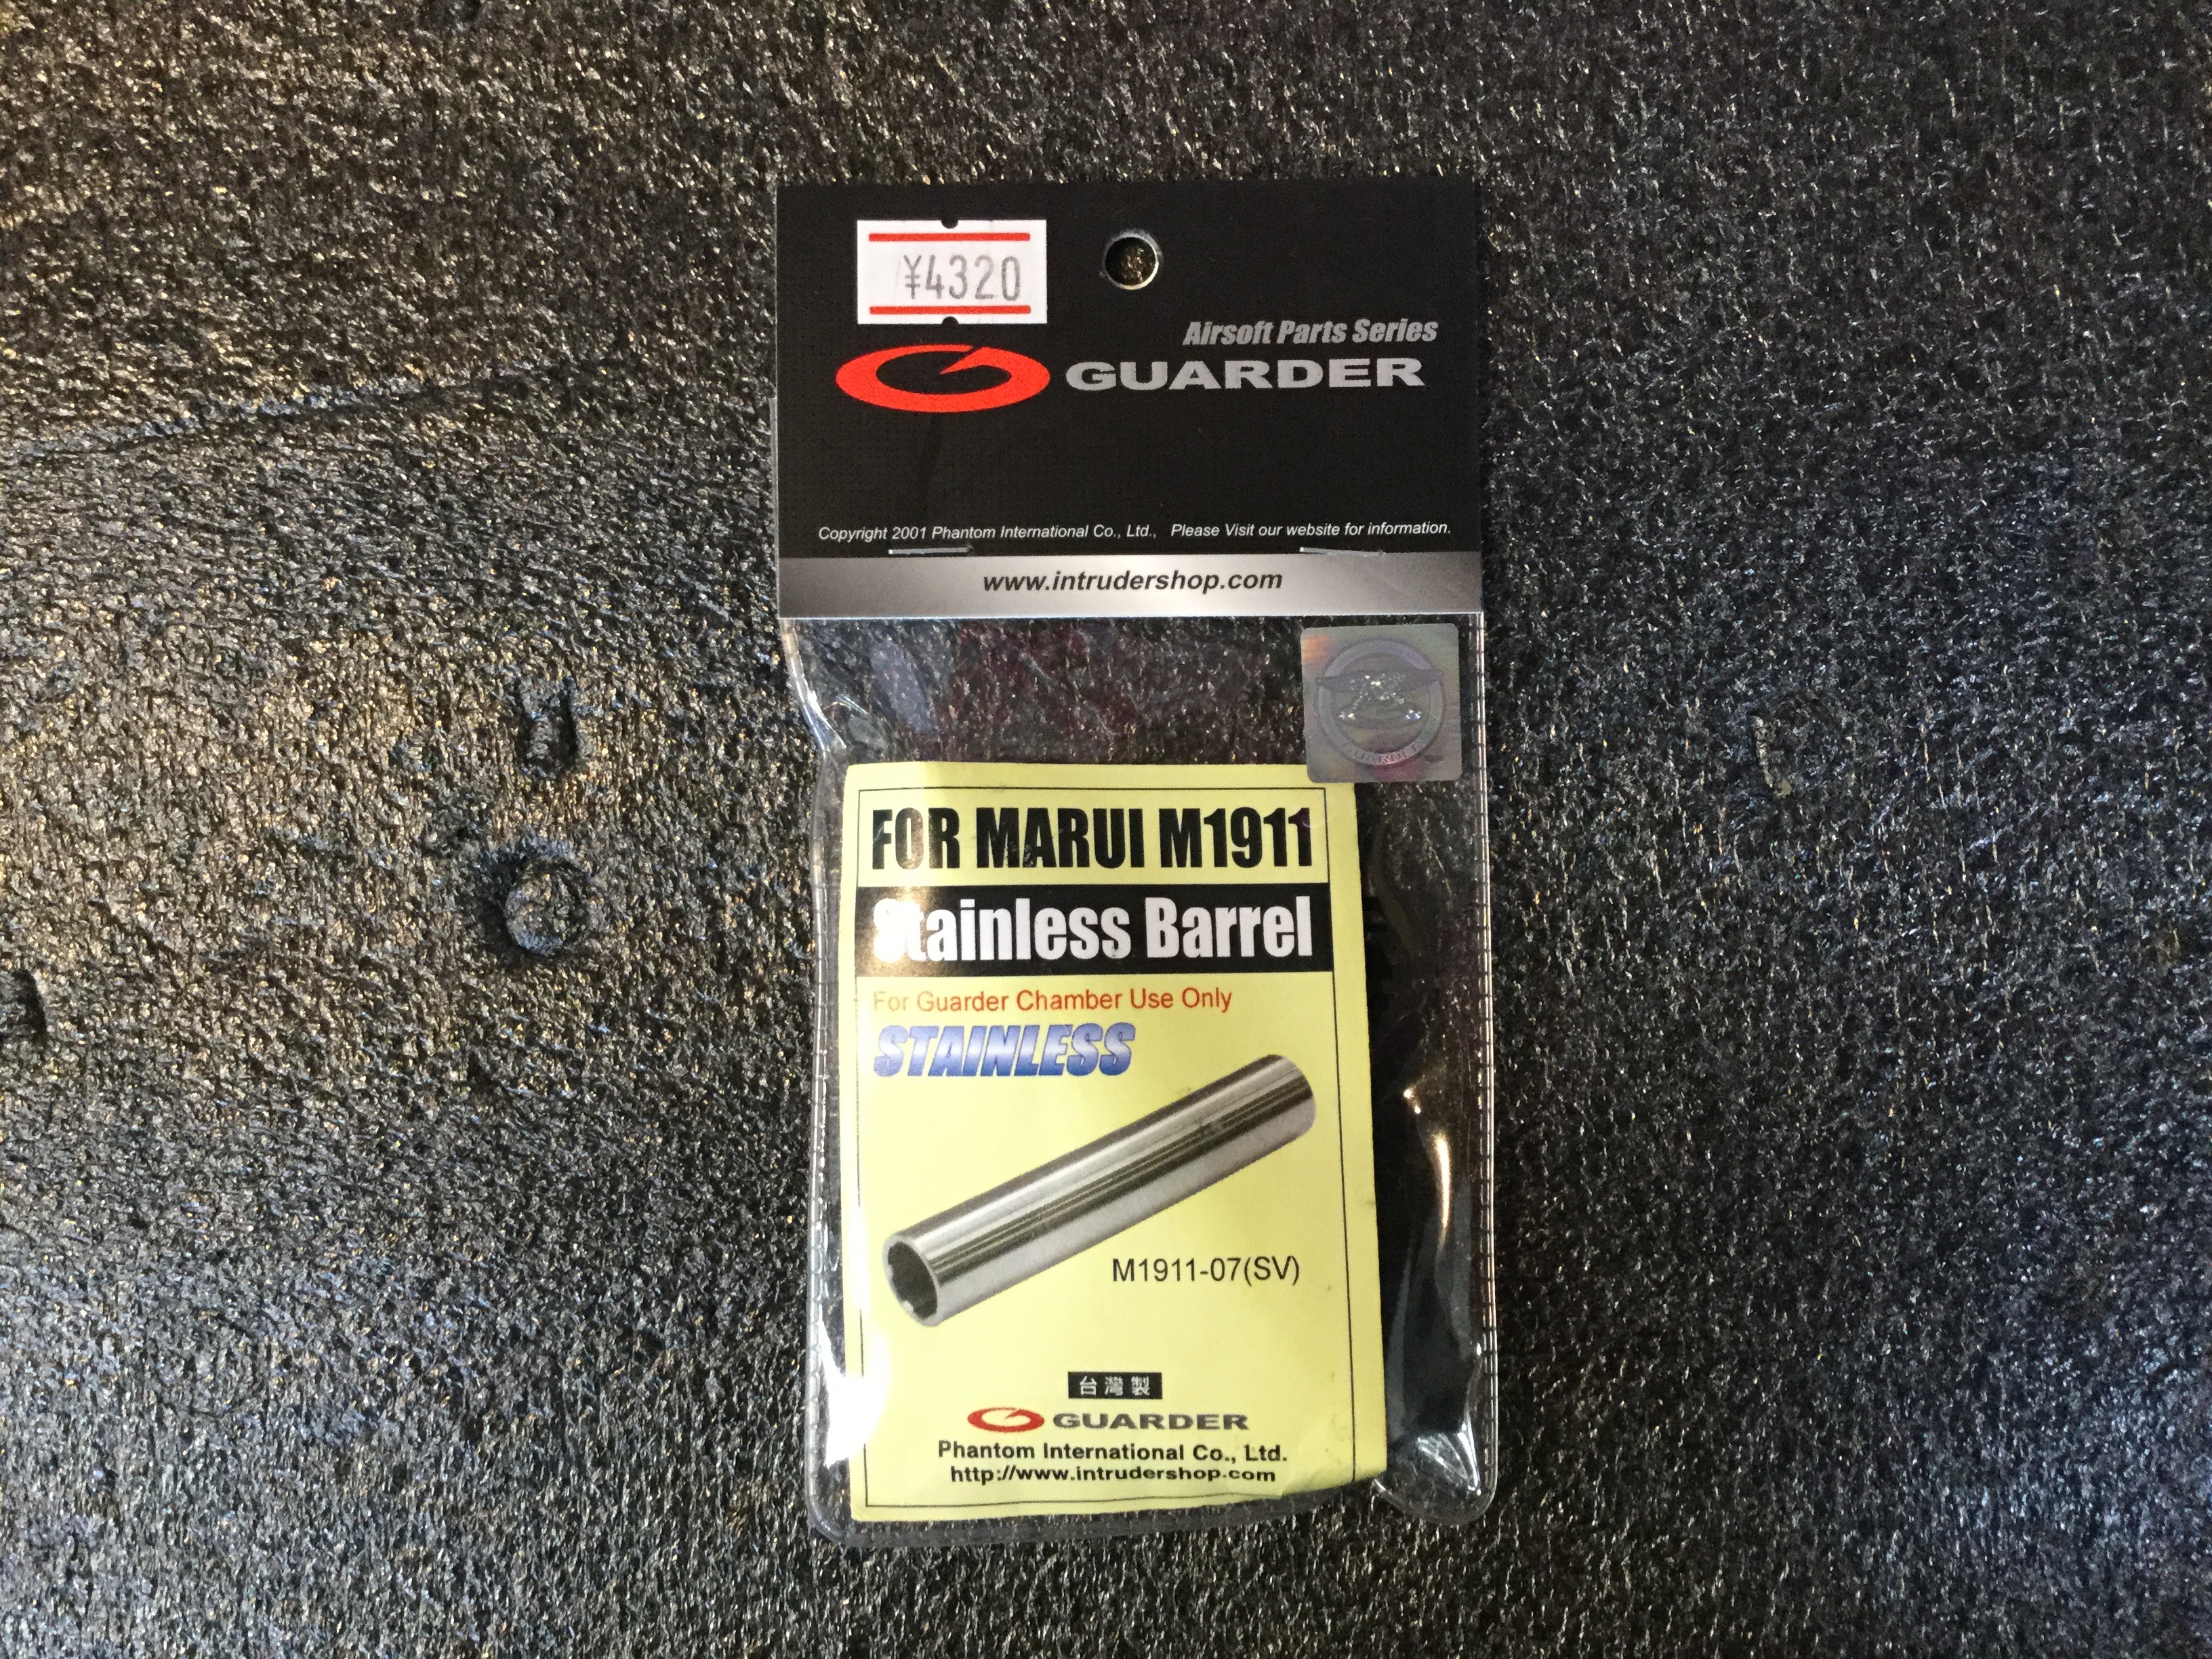 ¥4320
Airsoft Parts Series
GUARDER
Copyright 2001 Phantom International Co., Ltd., Please Visit our website for information.
www.intrudershop.com
GUARDER
FOR MARUI M1911
Stainless Barrel
For Guarder Chamber Use Only
STAINLESS
M1911-07(SV)
台灣製
GUARDER
Phantom International Co., Ltd.
http://www.intrudershop.com